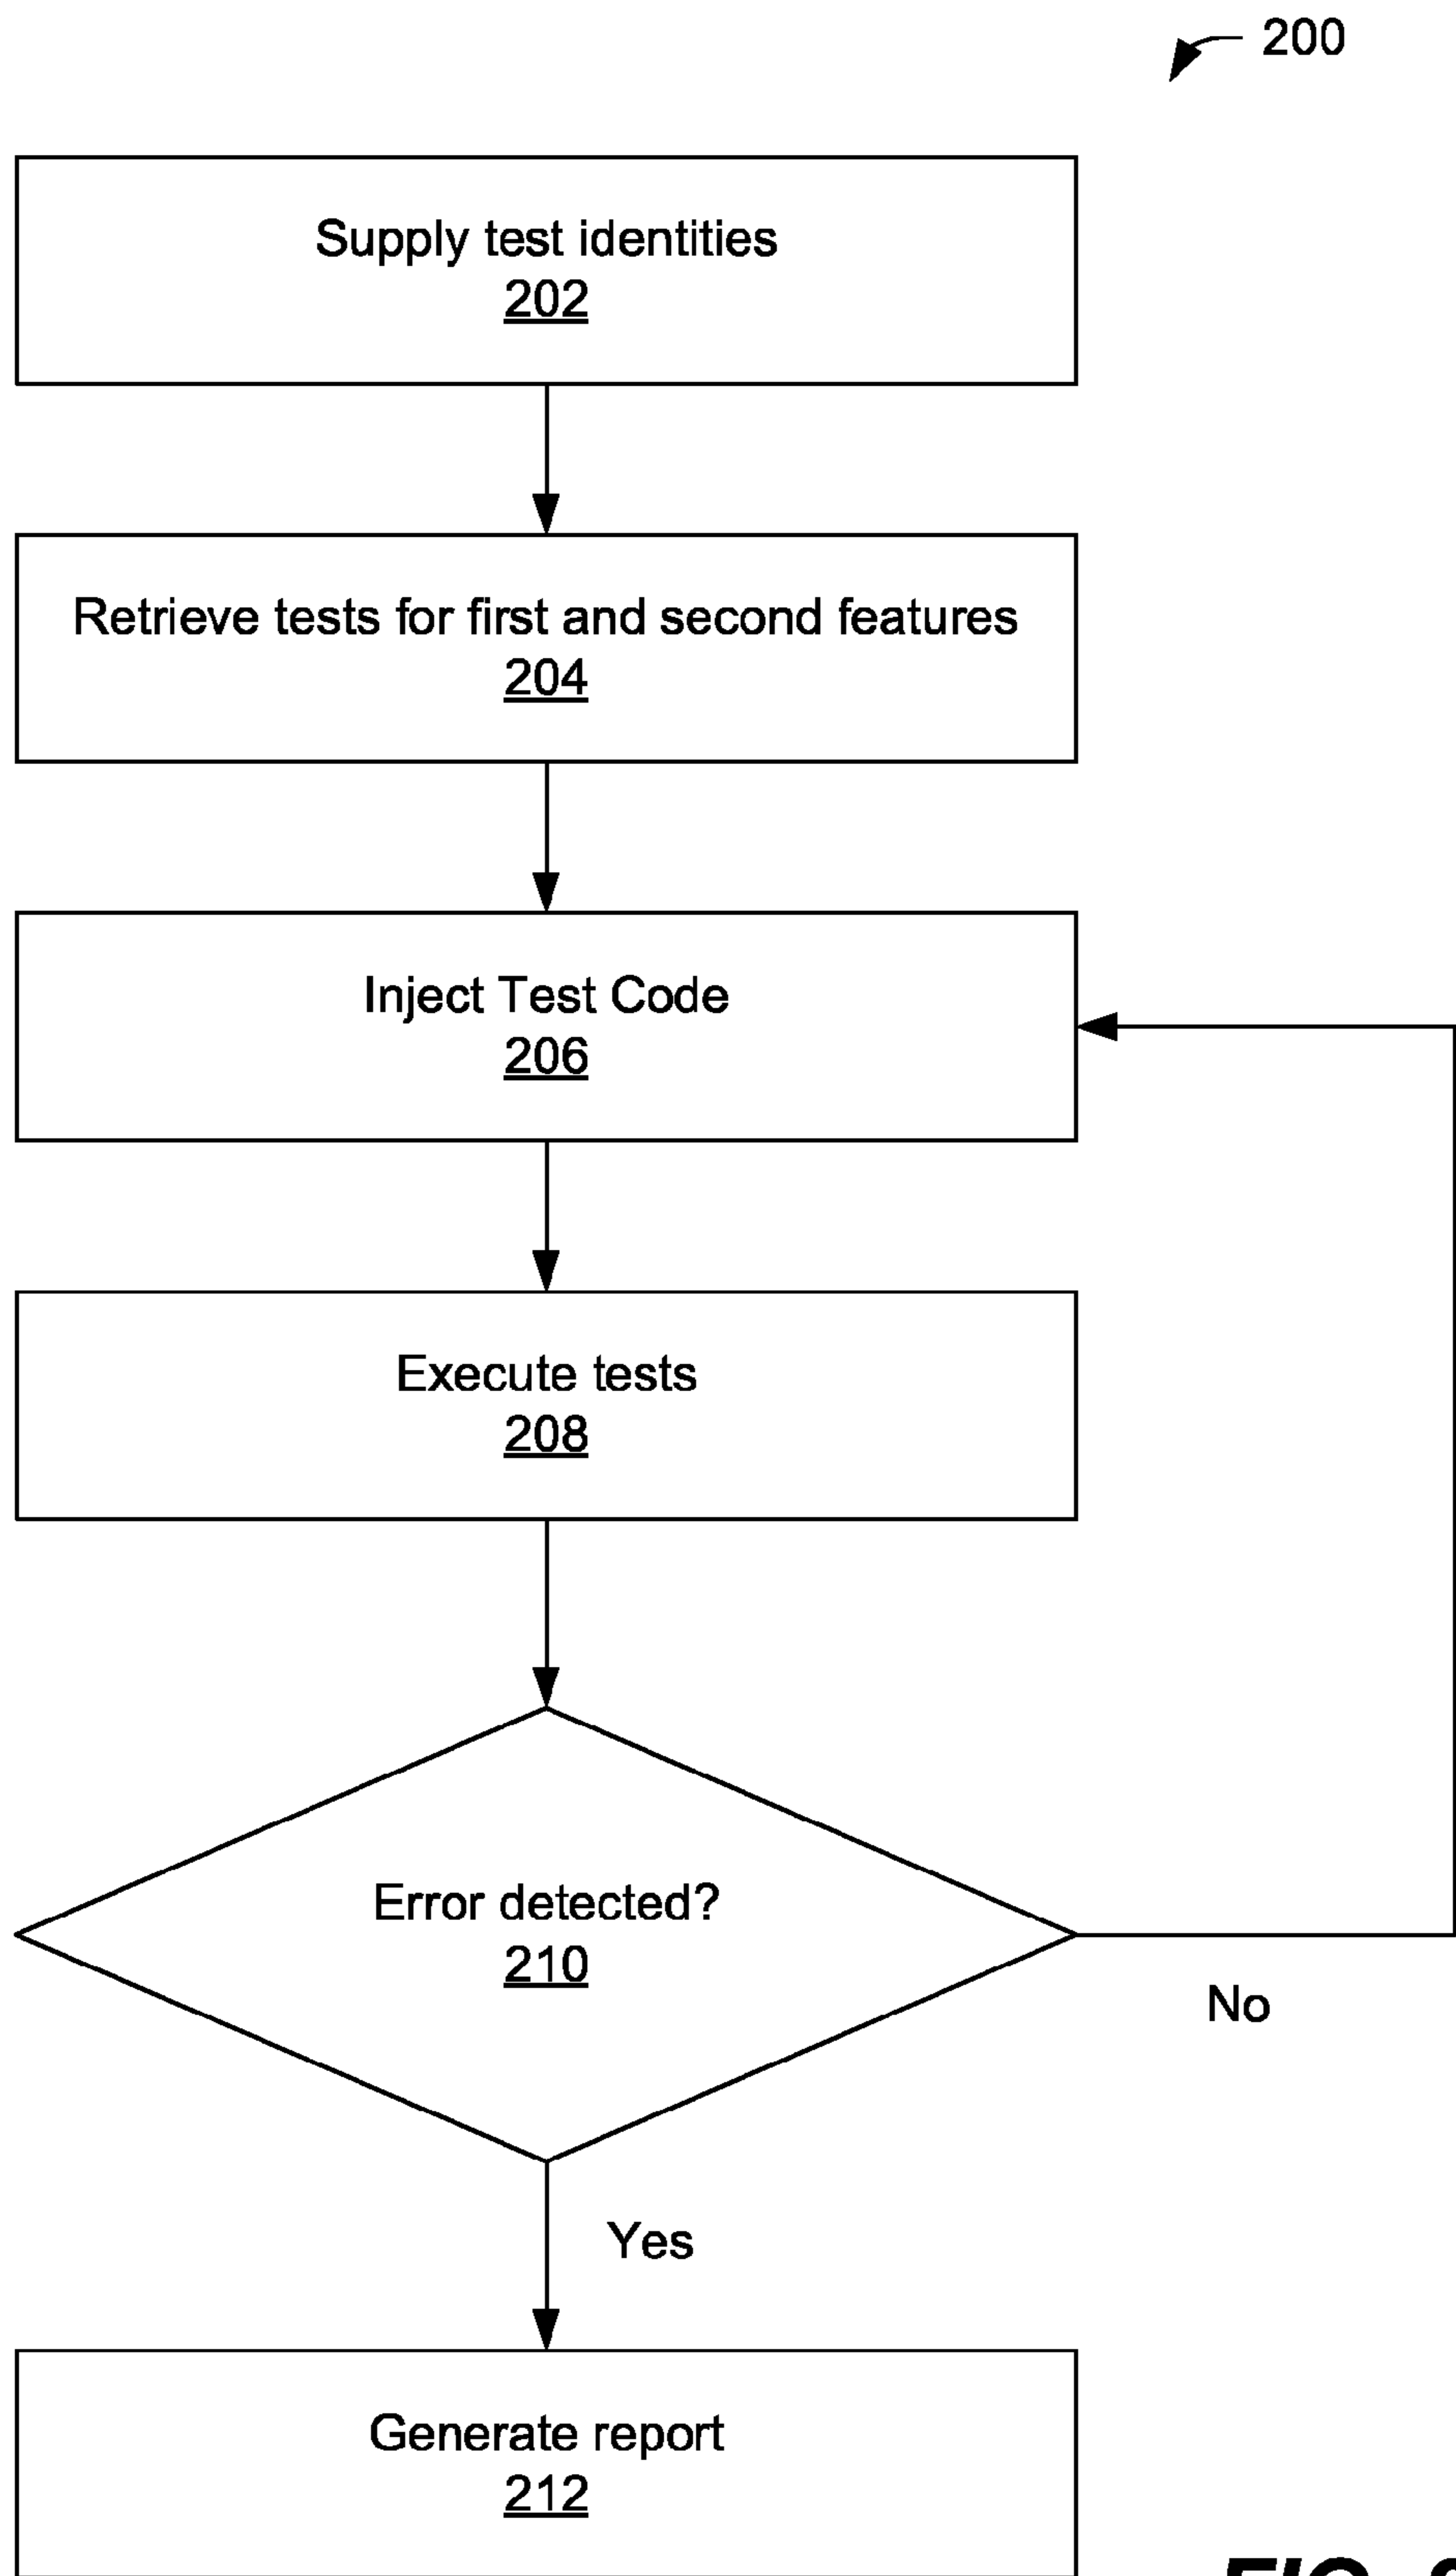 200
Supply test identities
202
Retrieve tests for first and second features
204
Inject Test Code
206
Execute tests
208
Error detected?
210
No
Yes
Generate report
212